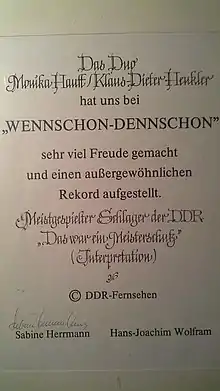 Das Duo
Monika Hauff/Klaus-Dieter Henkler
hat uns bei
„WENNSCHON-DENNSCHON"
sehr viel Freude gemacht
und einen außergewöhnlichen
Rekord aufgestellt.
Meistgespielter Schlager der DDR
„Das war ein Meisterschuß"
(Interpretation)
© DDR-Fernsehen
Sabine Herrmann Hans-Joachim Wolfram